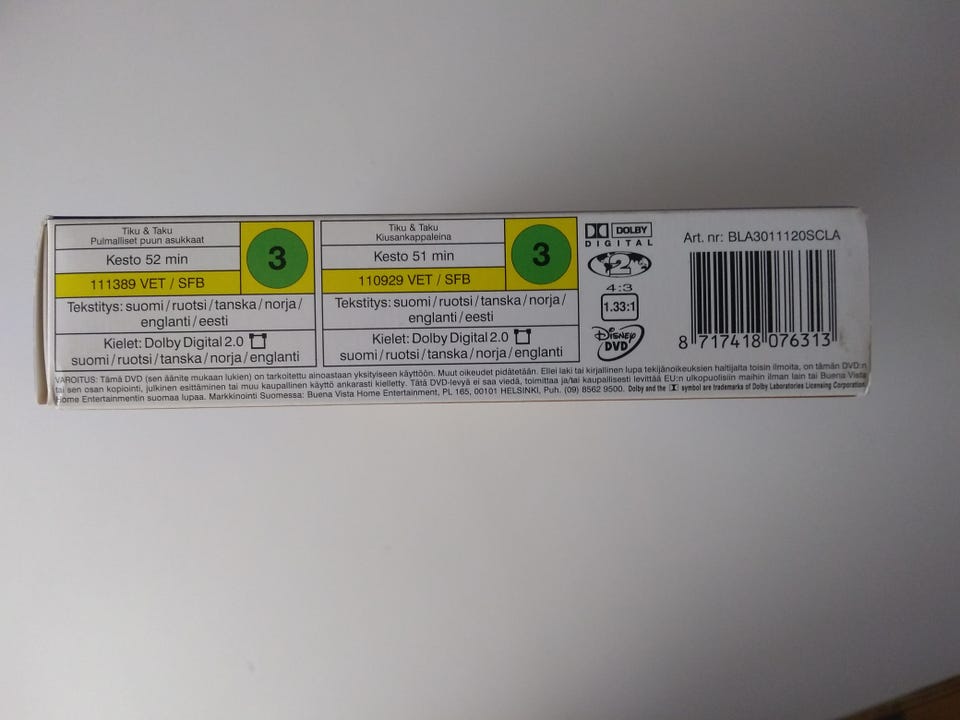 Tiku & Taku
Pulmalliset puun asukkaat
Kesto 52 min
3
111389 VET / SFB
Tekstitys: suomi / ruotsi / tanska / norja /
englanti / eesti
Kielet: Dolby Digital 2.0
suomi / ruotsi / tanska / norja / englanti
Tiku & Taku
Kiusankappaleina
Kesto 51 min
3
110929 VET / SFB
Tekstitys: suomi / ruotsi / tanska / norja /
englanti / eesti
Kielet: Dolby Digital 2.0
suomi / ruotsi / tanska / norja / englanti
DOLBY
DIGITAL
2
4:3
1.33:1
Disney
DVD
Art. nr: BLA3011120SCLA
8 717418 076313
VAROITUS: Tämä DVD (sen äänite mukaan lukien) on tarkoitettu ainoastaan yksityiseen käyttöön. Muut oikeudet pidätetään. Ellei laki tai kirjallinen lupa tekijänoikeuksien haltijalta toisin ilmoita, on tämän DVD:n
tai sen osan kopiointi, julkinen esittäminen tai muu kaupallinen käyttö ankarasti kielletty. Tätä DVD-levyä ei saa viedä, toimittaa ja/tai kaupallisesti levittää EU:n ulkopuolisiin maihin ilman lain tai Buena Vista
Home Entertainmentin suomaa lupaa. Markkinointi Suomessa: Buena Vista Home Entertainment, PL 165, 00101 HELSINKI, Puh. (09) 8562 9500. Dolby and the symbol are trademarks of Dolby Laboratories Licensing Corporation